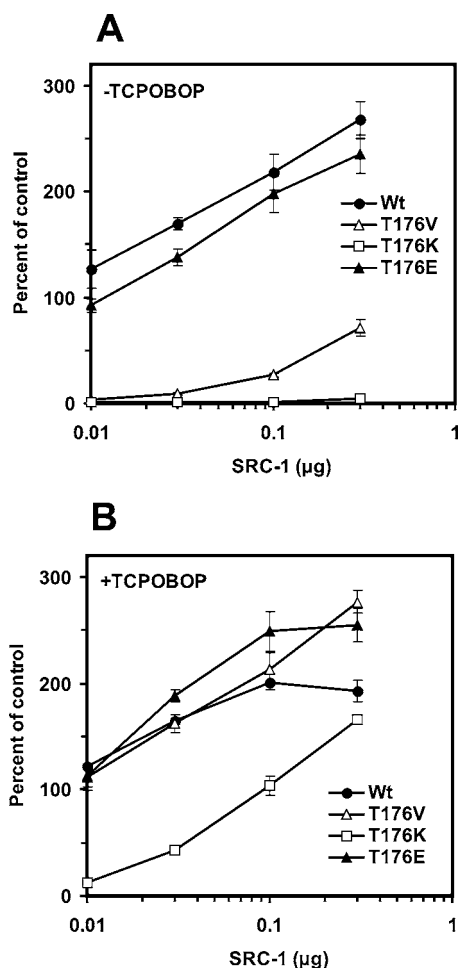 A
-TCPOBOP
300
200
100
0
Percent of control
Wt
T176V
T176K
T176E
0.01
0.1
1
SRC-1 (µg)
B
+TCPOBOP
300
200
100
0
Percent of control
Wt
T176V
T176K
T176E
0.01
0.1
1
SRC-1 (µg)